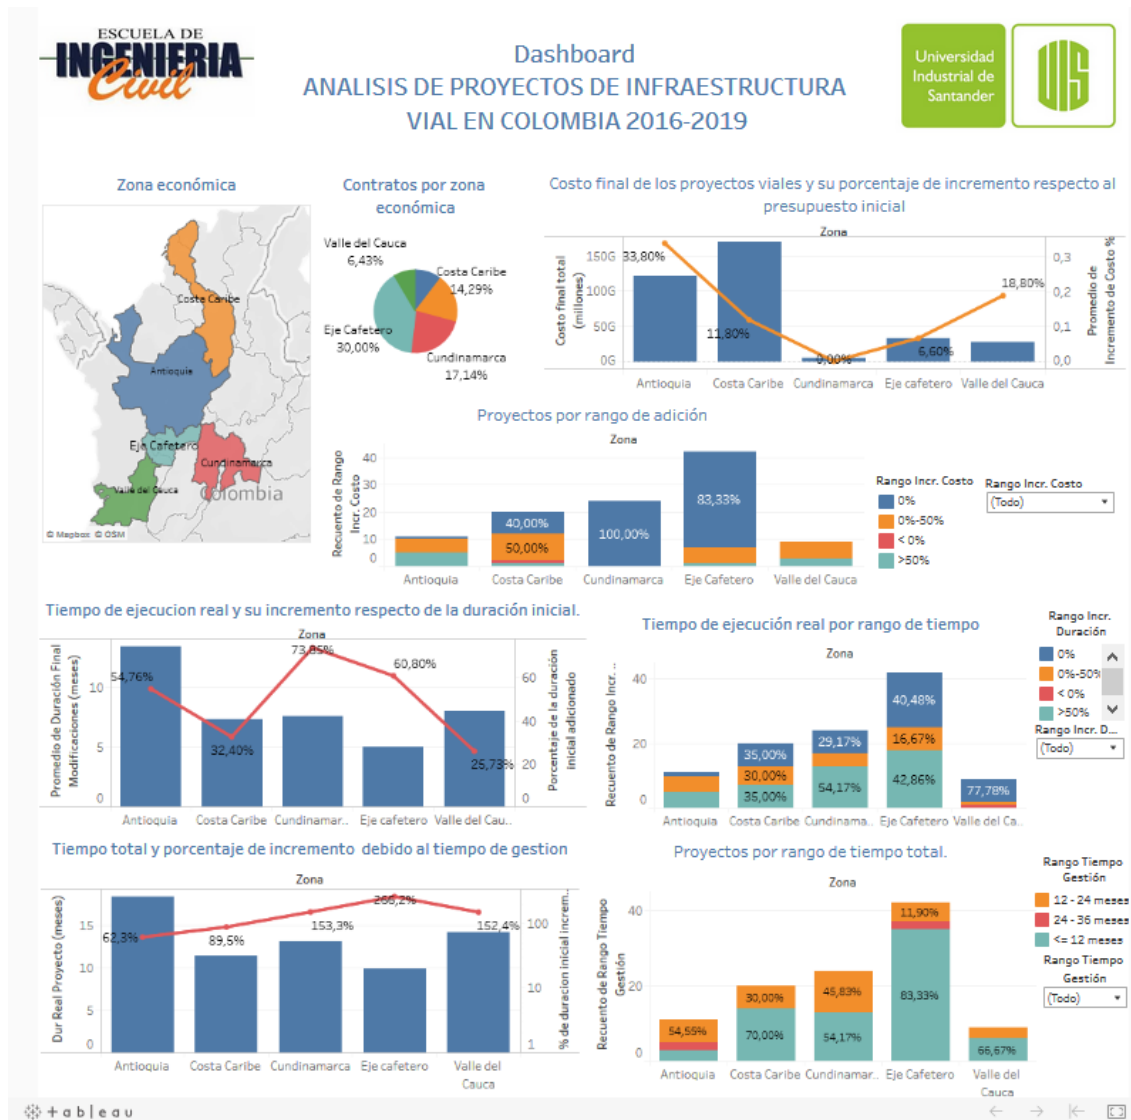 ESCUELA DE
INGENIERIA
Civil
Dashboard
ANALISIS DE PROYECTOS DE INFRAESTRUCTURA
VIAL EN COLOMBIA 2016-2019
Universidad
Industrial de
Santander
UIS
Zona económica
Costa Caribe
Antioquia
Eje Cafetero
Cundinamarca
Valle del Cauca
Colombia
© Mapbox © OSM
Contratos por zona
económica
Valle del Cauca
6,43%
Costa Caribe
14,29%
Eje Cafetero
30,00%
Cundinamarca
17,14%
Costo final de los proyectos viales y su porcentaje de incremento respecto al
presupuesto inicial
Zona
Costo final total
(millones)
150G
100G
50G
0G
33,80%
11,80%
0,00%
6,60%
18,80%
0,3
0,2
0,1
0,0
Promedio de
Incremento de Costo %
Antioquia Costa Caribe Cundinamarca Eje cafetero Valle del Cauca
Proyectos por rango de adición
Zona
Recuento de Rango
Incr. Costo
40
30
20
10
0
40,00%
50,00%
100,00%
83,33%
Antioquia Costa Caribe Cundinamarca Eje Cafetero Valle del Cauca
Rango Incr. Costo
0%
0%-50%
< 0%
>50%
Rango Incr. Costo
(Todo)
Tiempo de ejecucion real y su incremento respecto de la duración inicial.
Zona
Promedio de Duración Final
Modificaciones (meses)
10
5
0
54,76%
32,40%
73,85%
60,80%
25,73%
60
40
20
0
Porcentaje de la duración
inicial adicionado
Antioquia Costa Caribe Cundinamar.. Eje cafetero Valle del Cau..
Tiempo de ejecución real por rango de tiempo
Zona
Recuento de Rango Incr. ..
40
20
0
35,00%
30,00%
35,00%
29,17%
54,17%
40,48%
16,67%
42,86%
77,78%
Antioquia Costa Caribe Cundinama.. Eje Cafetero Valle del Ca..
Rango Incr.
Duración
0%
0%-50%
< 0%
>50%
Rango Incr. D...
(Todo)
Tiempo total y porcentaje de incremento debido al tiempo de gestion
Zona
Dur Real Proyecto (meses)
15
10
5
0
62,3%
89,5%
153,3%
266,2%
152,4%
100
10
1
% de duracion inicial increm..
Antioquia Costa Caribe Cundinamarca Eje cafetero Valle del
Cauca
Proyectos por rango de tiempo total.
Zona
Recuento de Rango Tiempo
Gestión
40
20
0
54,55%
30,00%
70,00%
45,83%
54,17%
11,90%
83,33%
66,67%
Antioquia Costa Caribe Cundinamar.. Eje Cafetero Valle del
Cauca
Rango Tiempo
Gestión
12 - 24 meses
24 - 36 meses
<= 12 meses
Rango Tiempo
Gestión
(Todo)
+ableau